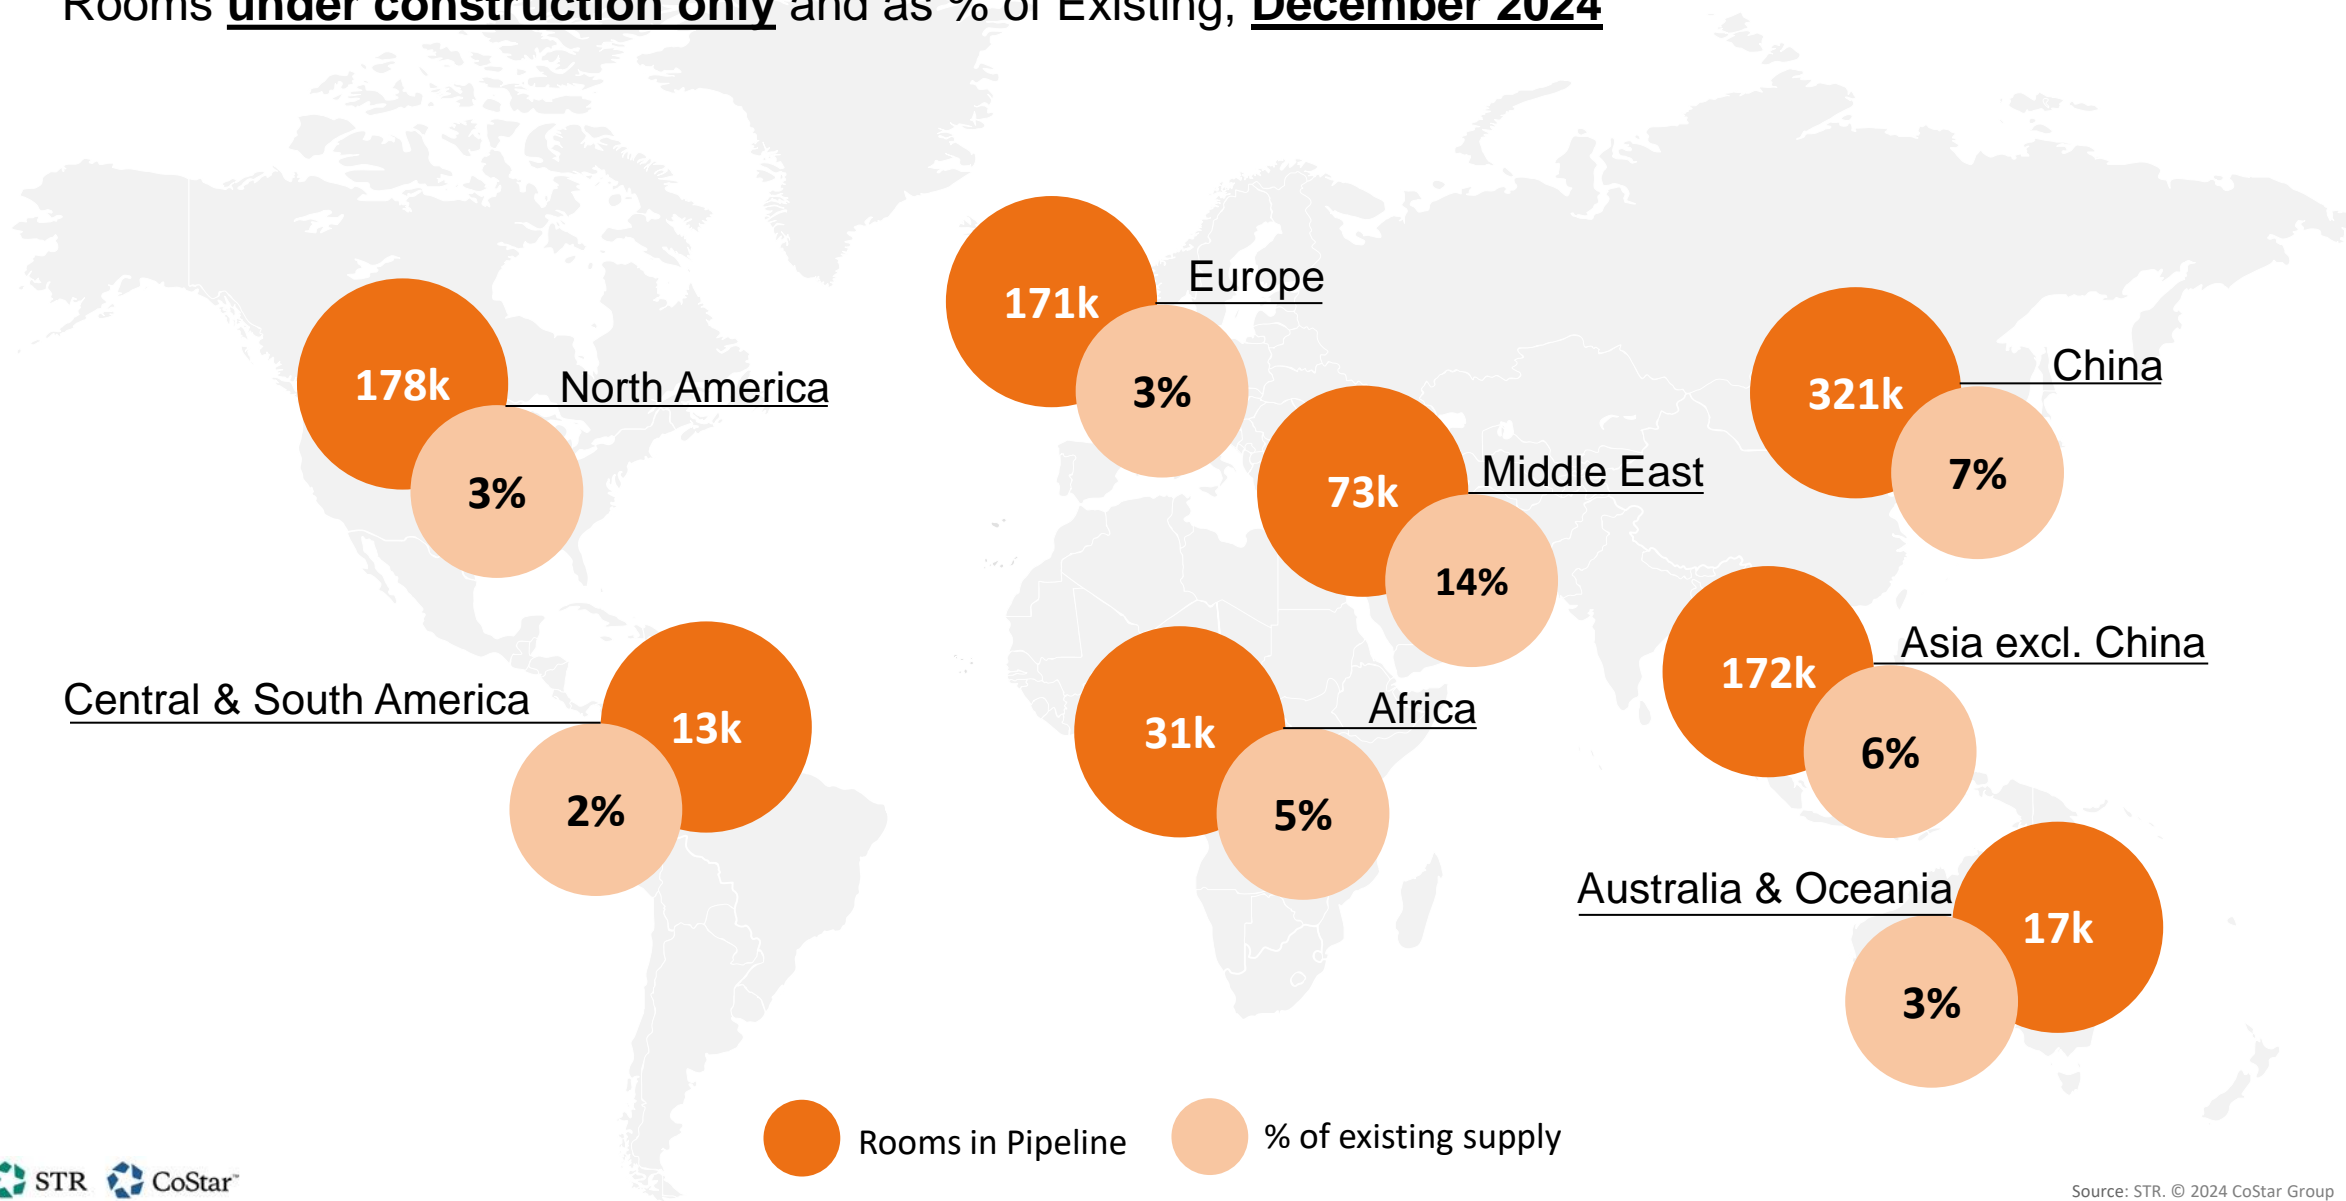 Rooms under construction only and as % of Existing, December 2024
171k
Europe
3%
178k
North America
3%
321k
China
7%
73k
Middle East
14%
172k
Asia excl. China
6%
Central & South America
13k
2%
31k
Africa
5%
Australia & Oceania
17k
3%
Rooms in Pipeline
% of existing supply
STR
CoStar™
Source: STR. © 2024 CoStar Group